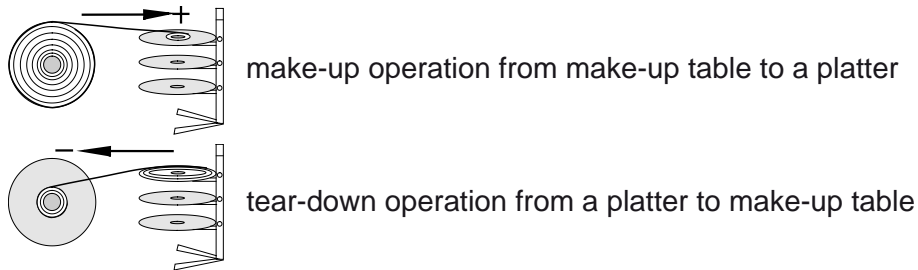 +
make-up operation from make-up table to a platter
–
tear-down operation from a platter to make-up table